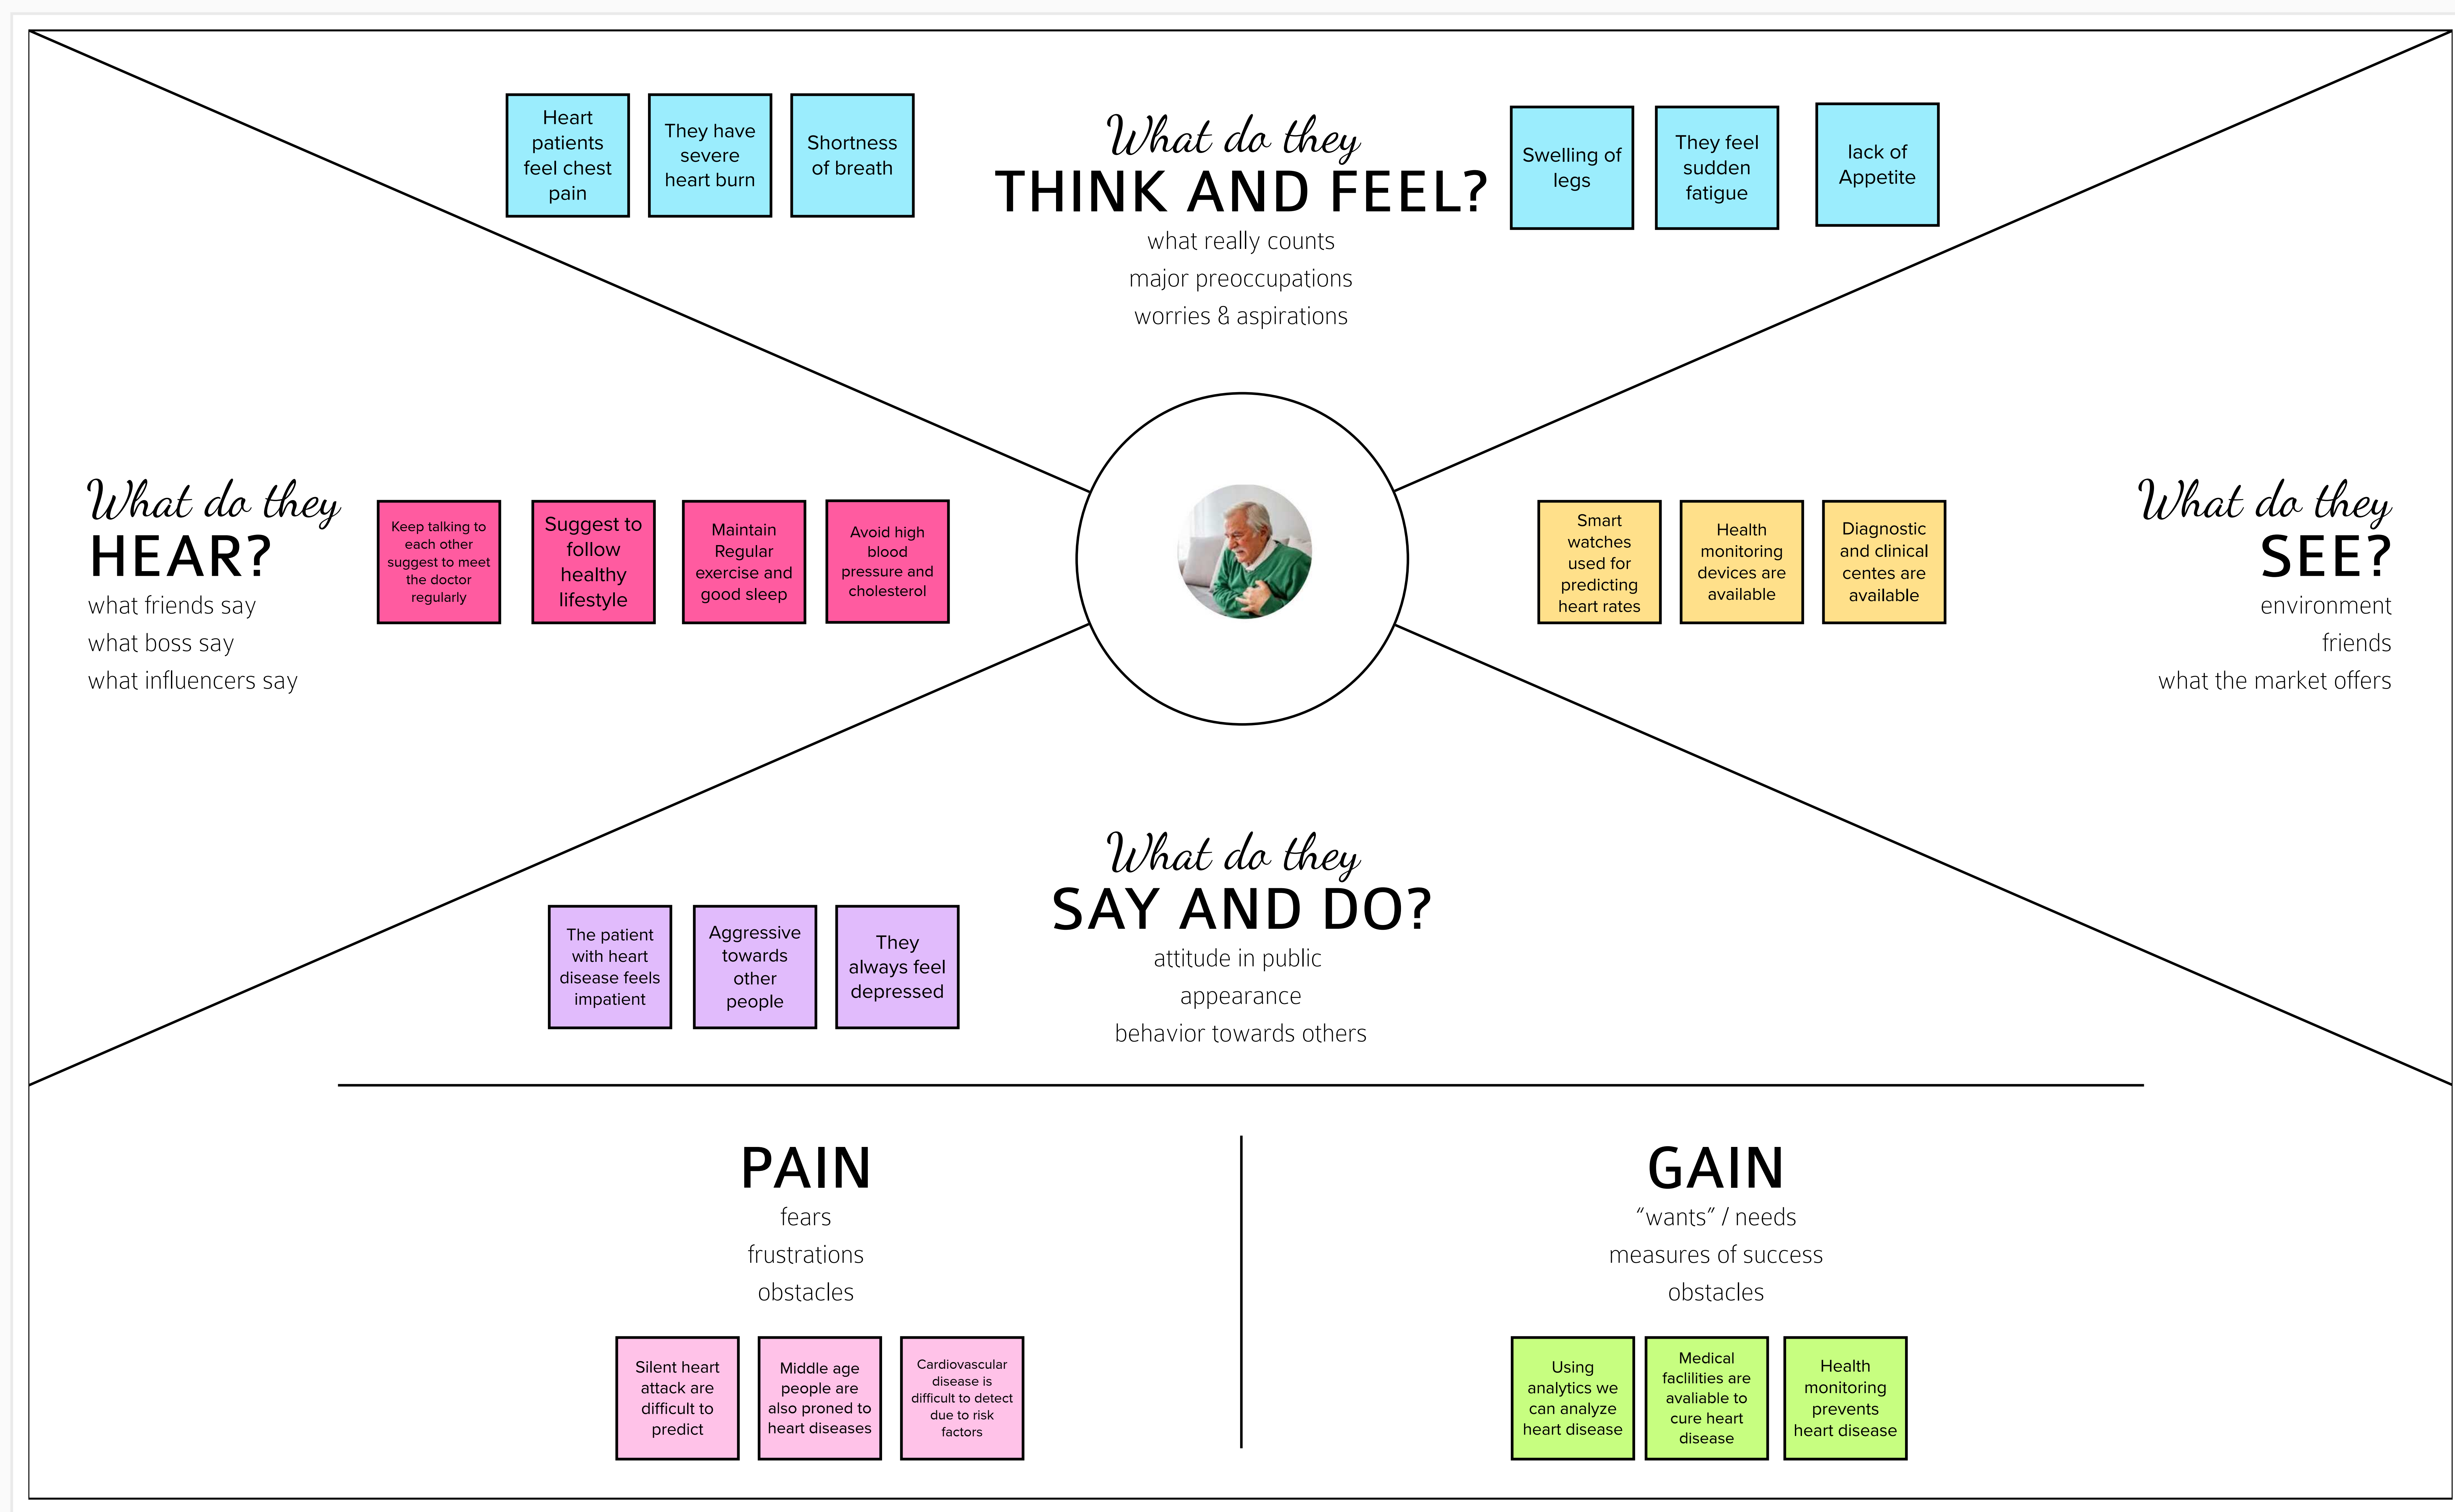 Heart
patients
feel chest
pain
They have
severe
heart burn
Shortness
of breath
What do they
THINK AND FEEL?
what really counts
major preoccupations
worries & aspirations
Swelling of
legs
They feel
sudden
fatigue
lack of
Appetite
What do they
HEAR?
what friends say
what boss say
what influencers say
Keep talking to
each other
suggest to meet
the doctor
regularly
Suggest to
follow
healthy
lifestyle
Maintain
Regular
exercise and
good sleep
Avoid high
blood
pressure and
cholesterol
Smart
watches
used for
predicting
heart rates
Health
monitoring
devices are
available
Diagnostic
and clinical
centes are
available
What do they
SEE?
environment
friends
what the market offers
The patient
with heart
disease feels
impatient
Aggressive
towards
other
people
They
always feel
depressed
What do they
SAY AND DO?
attitude in public
appearance
behavior towards others
PAIN
fears
frustrations
obstacles
Silent heart
attack are
difficult to
predict
Middle age
people are
also proned to
heart diseases
Cardiovascular
disease is
difficult to detect
due to risk
factors
GAIN
“wants” / needs
measures of success
obstacles
Using
analytics we
can analyze
heart disease
Medical
faclilities are
avaliable to
cure heart
disease
Health
monitoring
prevents
heart disease